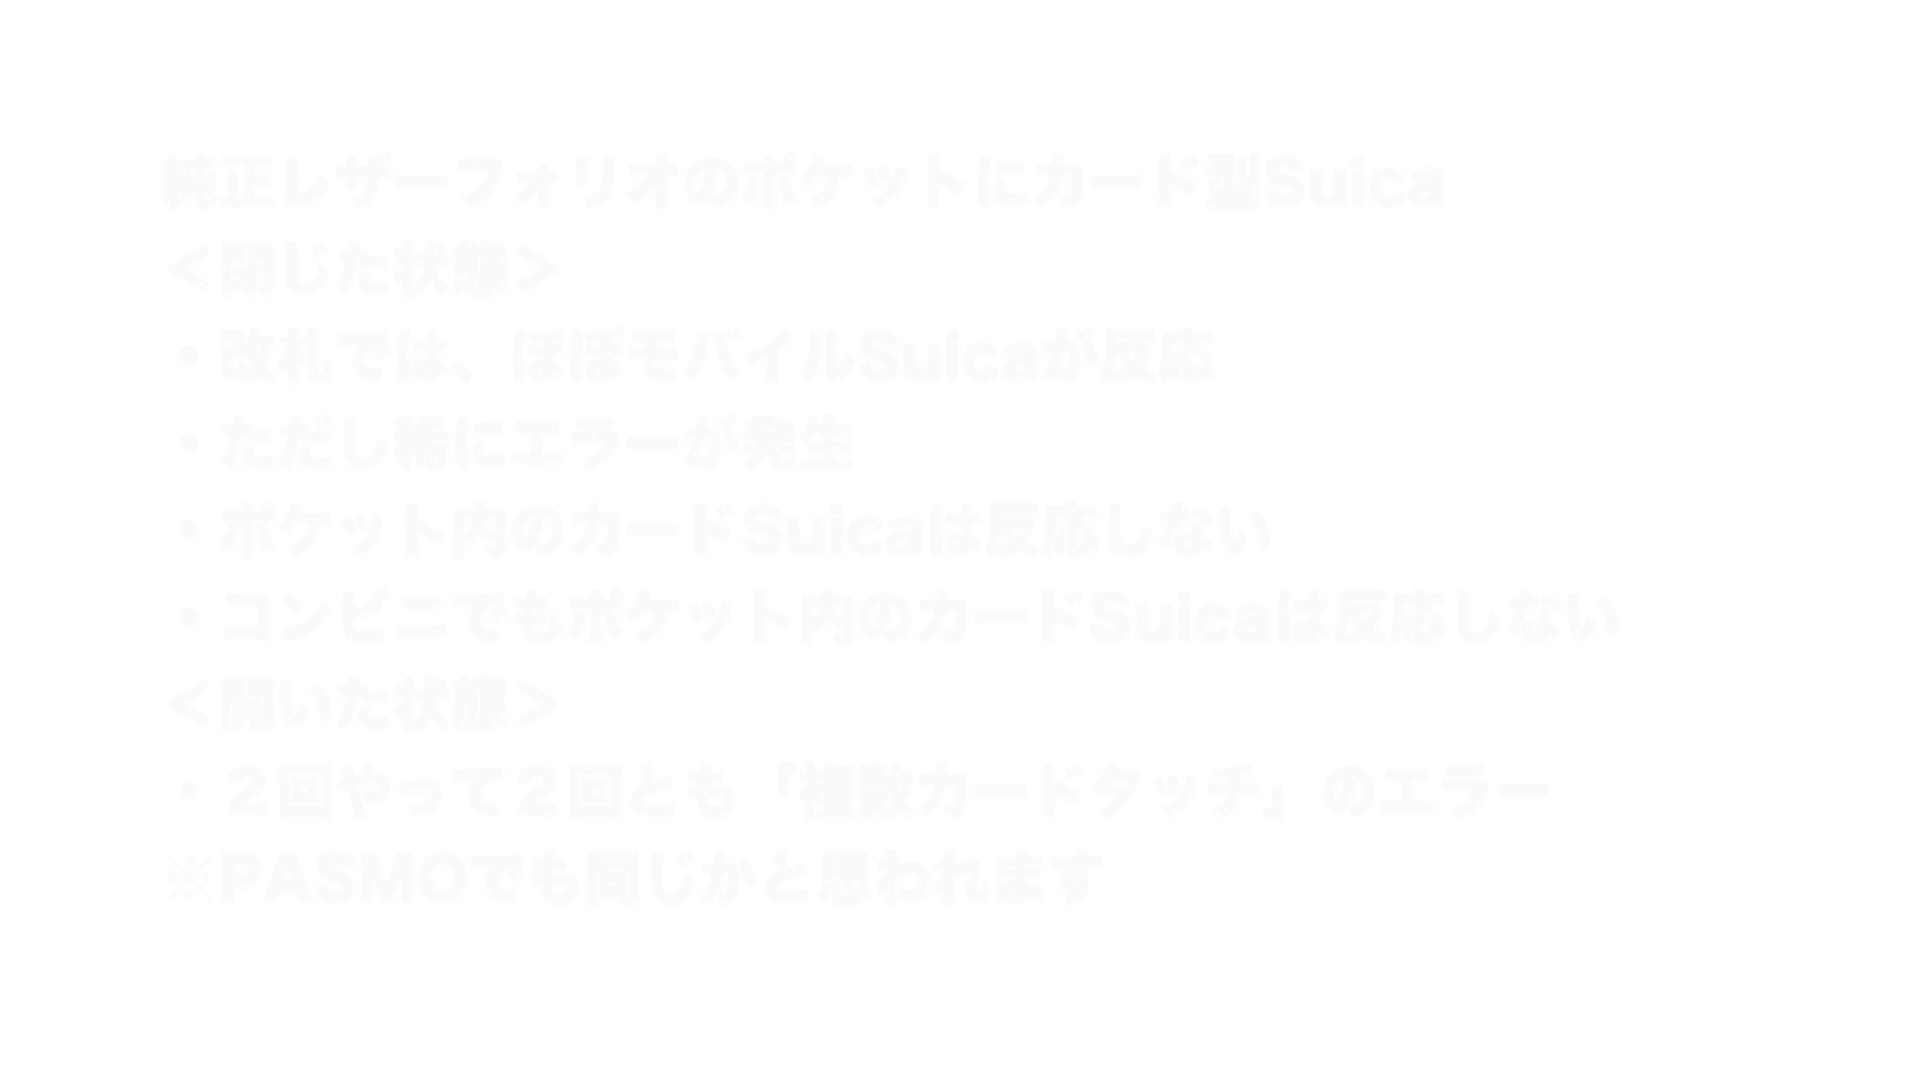 純正レザーフォリオのポケットにカード型Suica
＜閉じた状態＞
・改札では、ほぼモバイルSuicaが反応
・ただし稀にエラーが発生
・ポケット内のカードSuicaは反応しない
・コンビニでもポケット内のカードSuicaは反応しない
＜開いた状態＞
・２回やって２回とも「複数カードタッチ」のエラー
※PASMOでも同じかと思われます